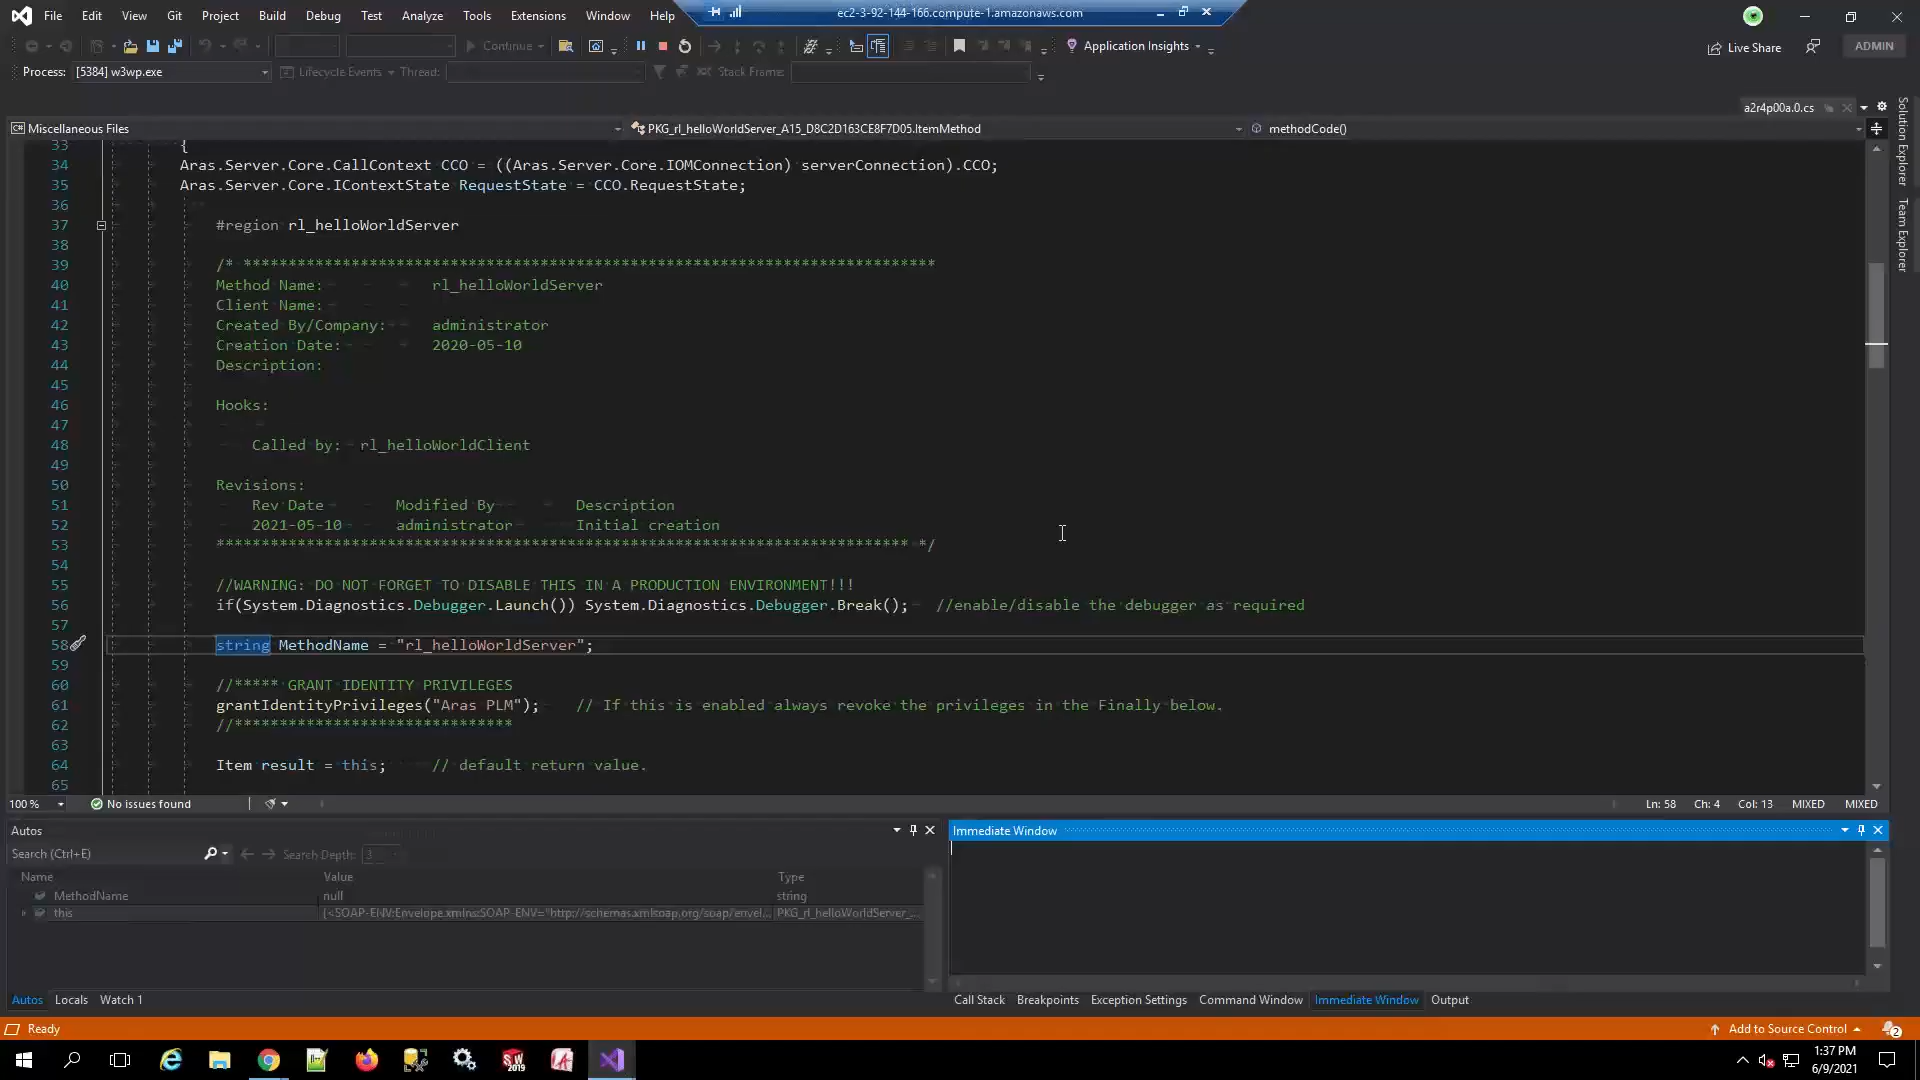 File Edit View Git Project Build Debug Test Analyze Tools Extensions Window Help
ec2-3-92-144-166.compute-1.amazonaws.com
Continue
Application Insights
Live Share
ADMIN
Process: [5384] w3wp.exe
Lifecycle Events
Thread:
Stack Frame:
a2r4p00a.0.cs
Solution Explorer
Team Explorer
Miscellaneous Files
PKG_rl_helloWorldServer_A15_D8C2D163CE8F7D05.ItemMethod
methodCode()
33 {
34 Aras.Server.Core.CallContext CCO = ((Aras.Server.Core.IOMConnection) serverConnection).CCO;
35 Aras.Server.Core.IContextState RequestState = CCO.RequestState;
36
37 #region rl_helloWorldServer
38
39 /* *****************************************************************************
40 Method Name: rl_helloWorldServer
41 Client Name:
42 Created By/Company: administrator
43 Creation Date: 2020-05-10
44 Description:
45
46 Hooks:
47
48 Called by: rl_helloWorldClient
49
50 Revisions:
51 Rev Date Modified By Description
52 2021-05-10 administrator Initial creation
53 ***************************************************************************** */
54
55 //WARNING: DO NOT FORGET TO DISABLE THIS IN A PRODUCTION ENVIRONMENT!!!
56 if(System.Diagnostics.Debugger.Launch()) System.Diagnostics.Debugger.Break(); //enable/disable the debugger as required
57
58 string MethodName = "rl_helloWorldServer";
59
60 //***** GRANT IDENTITY PRIVILEGES
61 grantIdentityPrivileges("Aras PLM"); // If this is enabled always revoke the privileges in the Finally below.
62 //*******************************
63
64 Item result = this; // default return value.
65
100 % No issues found Ln: 58 Ch: 4 Col: 13 MIXED MIXED
Autos
Search (Ctrl+E) Search Depth: 3
Name Value Type
MethodName null string
this {<SOAP-ENV:Envelope xmlns:SOAP-ENV="http://schemas.xmlsoap.org/soap/envel... PKG_rl_helloWorldServer_...
Autos Locals Watch 1
Immediate Window
Call Stack Breakpoints Exception Settings Command Window Immediate Window Output
Ready
Add to Source Control
2
SW
2019
1:37 PM
6/9/2021